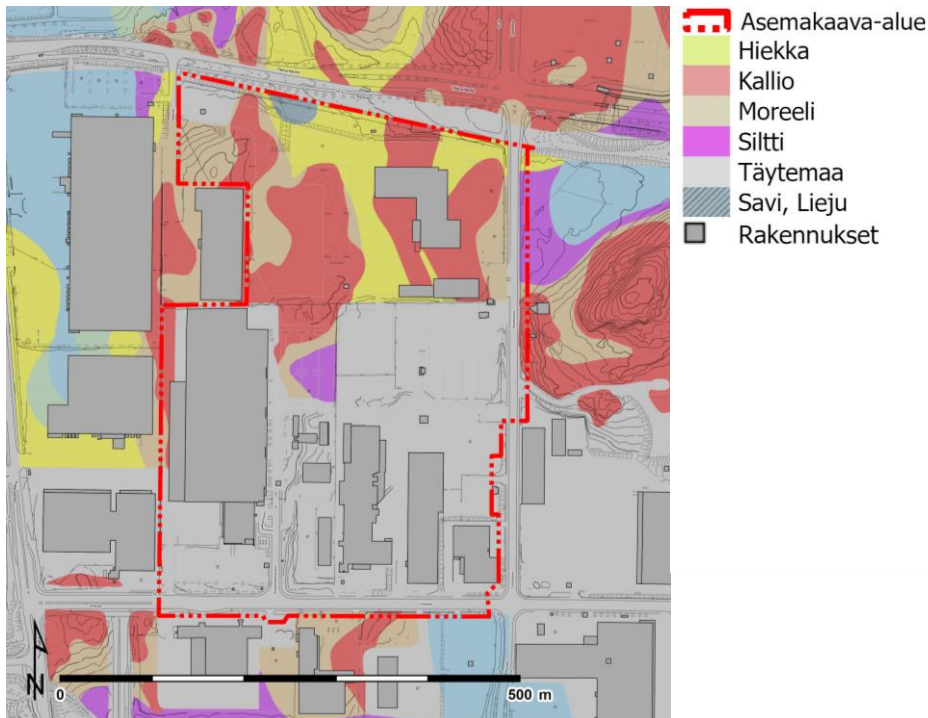 Asemakaava-alue
Hiekka
Kallio
Moreeli
Siltti
Täytemaa
Savi, Lieju
Rakennukset
N
0
500 m